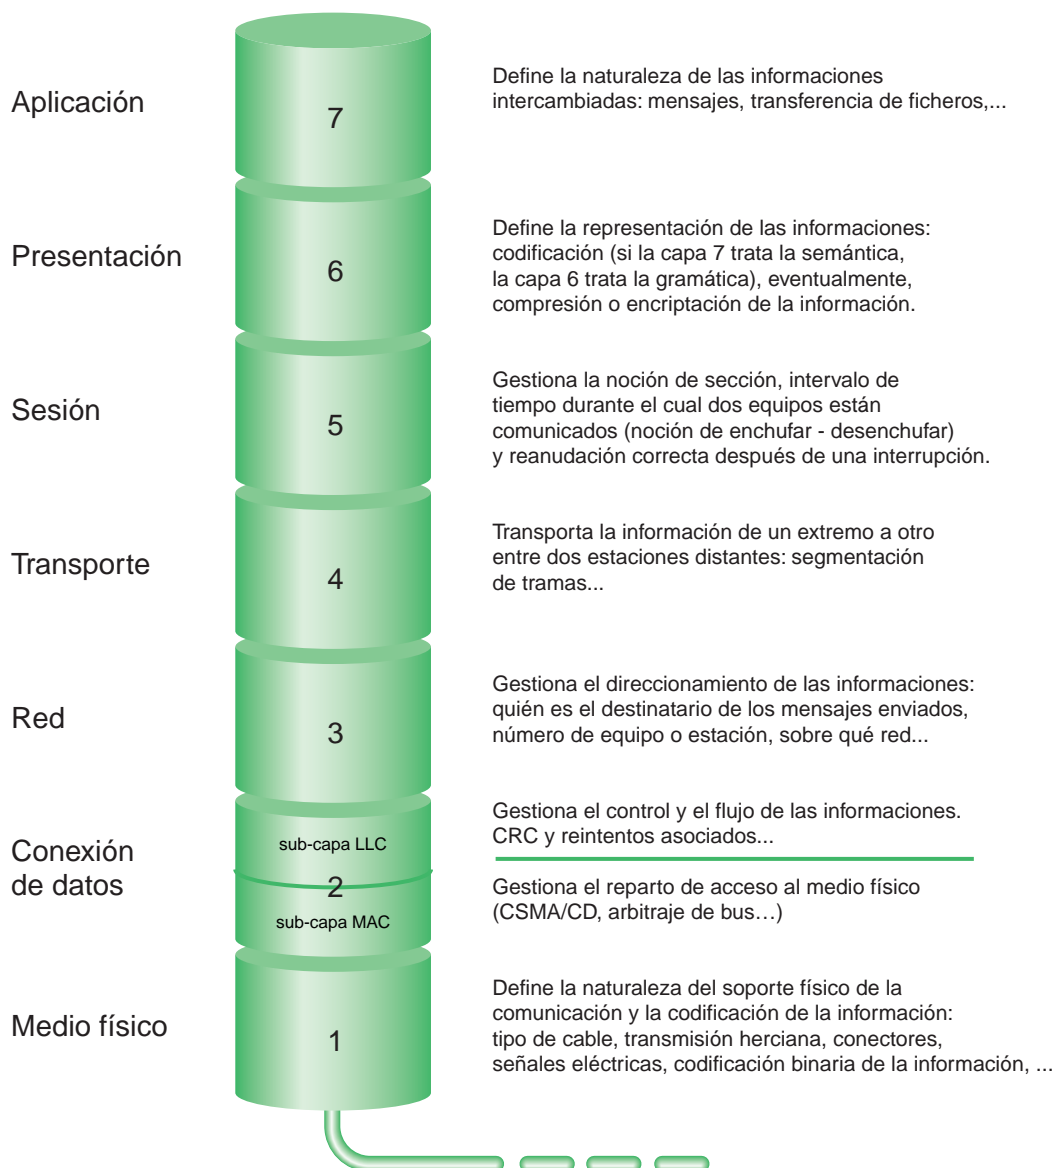 Aplicación
7
Define la naturaleza de las informaciones
intercambiadas: mensajes, transferencia de ficheros,...
Presentación
6
Define la representación de las informaciones:
codificación (si la capa 7 trata la semántica,
la capa 6 trata la gramática), eventualmente,
compresión o encriptación de la información.
Sesión
5
Gestiona la noción de sección, intervalo de
tiempo durante el cual dos equipos están
comunicados (noción de enchufar - desenchufar)
y reanudación correcta después de una interrupción.
Transporte
4
Transporta la información de un extremo a otro
entre dos estaciones distantes: segmentación
de tramas...
Red
3
Gestiona el direccionamiento de las informaciones:
quién es el destinatario de los mensajes enviados,
número de equipo o estación, sobre qué red...
Conexión
de datos
sub-capa LLC
2
sub-capa MAC
Gestiona el control y el flujo de las informaciones.
CRC y reintentos asociados...
Gestiona el reparto de acceso al medio físico
(CSMA/CD, arbitraje de bus…)
Medio físico
1
Define la naturaleza del soporte físico de la
comunicación y la codificación de la información:
tipo de cable, transmisión herciana, conectores,
señales eléctricas, codificación binaria de la información, ...